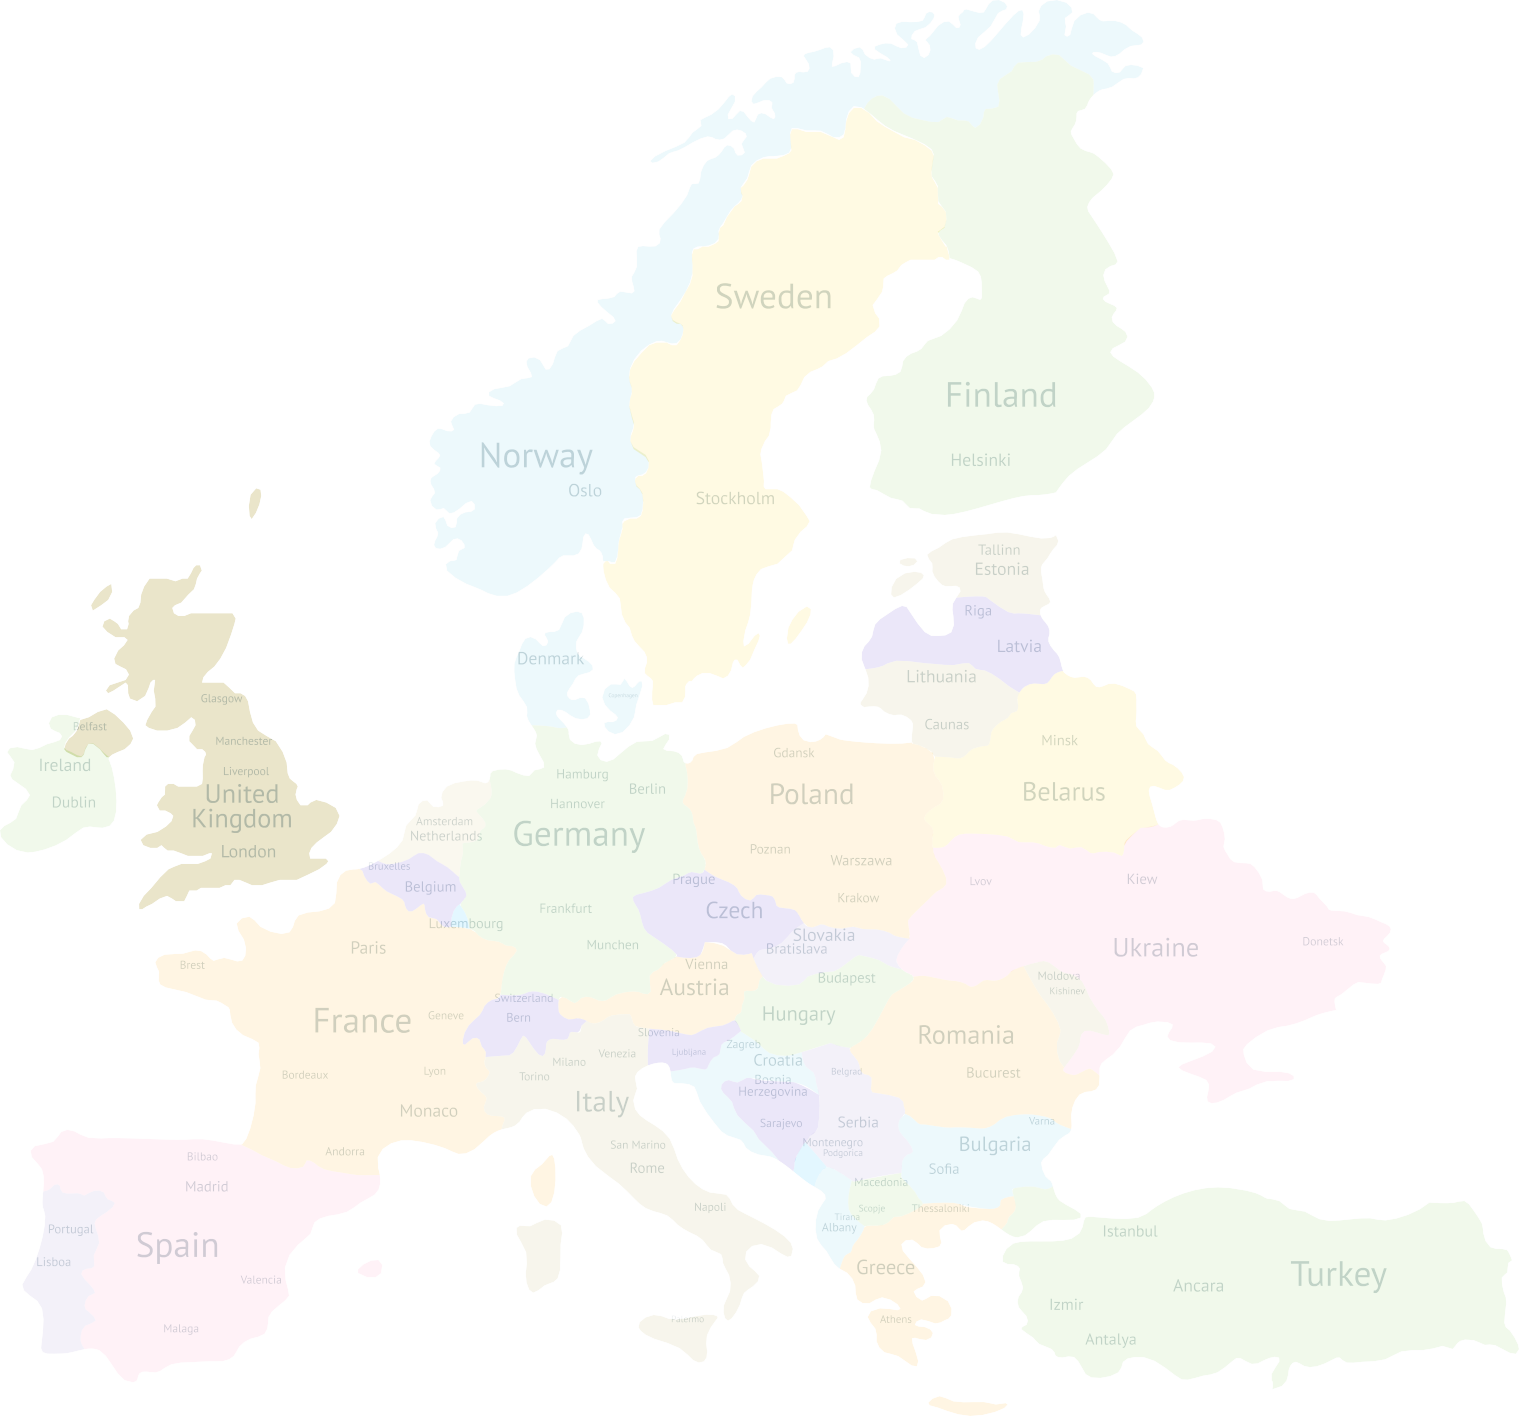 Sweden
Finland
Norway
Helsinki
Oslo
Stockholm
Tallinn
Estonia
Riga
Latvia
Denmark
Lithuania
Glasgow
Caunas
Belfast
Manchester
Minsk
Gdansk
Ireland
Liverpool
Hamburg
Berlin
Dublin
United
Kingdom
Hannover
Poland
Belarus
Amsterdam
Netherlands
Germany
London
Poznan
Warszawa
Bruxelles
Belgium
Prague
Lvov
Kiew
Krakow
Frankfurt
Czech
Luxembourg
Slovakia
Bratislava
Munchen
Paris
Ukraine
Donetsk
Brest
Vienna
Austria
Budapest
Moldova
Kishinev
Switzerland
Bern
Geneve
France
Hungary
Slovenia
Ljubljana
Zagreb
Romania
Venezia
Milano
Croatia
Torino
Bordeaux
Lyon
Bosnia
Herzegovina
Belgrad
Bucurest
Italy
Monaco
Sarajevo
Serbia
Varna
San Marino
Montenegro
Podgorica
Bulgaria
Andorra
Bilbao
Rome
Sofia
Madrid
Macedonia
Napoli
Scopje
Thessaloniki
Tirana
Albany
Portugal
Istanbul
Spain
Lisboa
Greece
Turkey
Valencia
Ancara
Izmir
Malaga
Palermo
Athens
Antalya